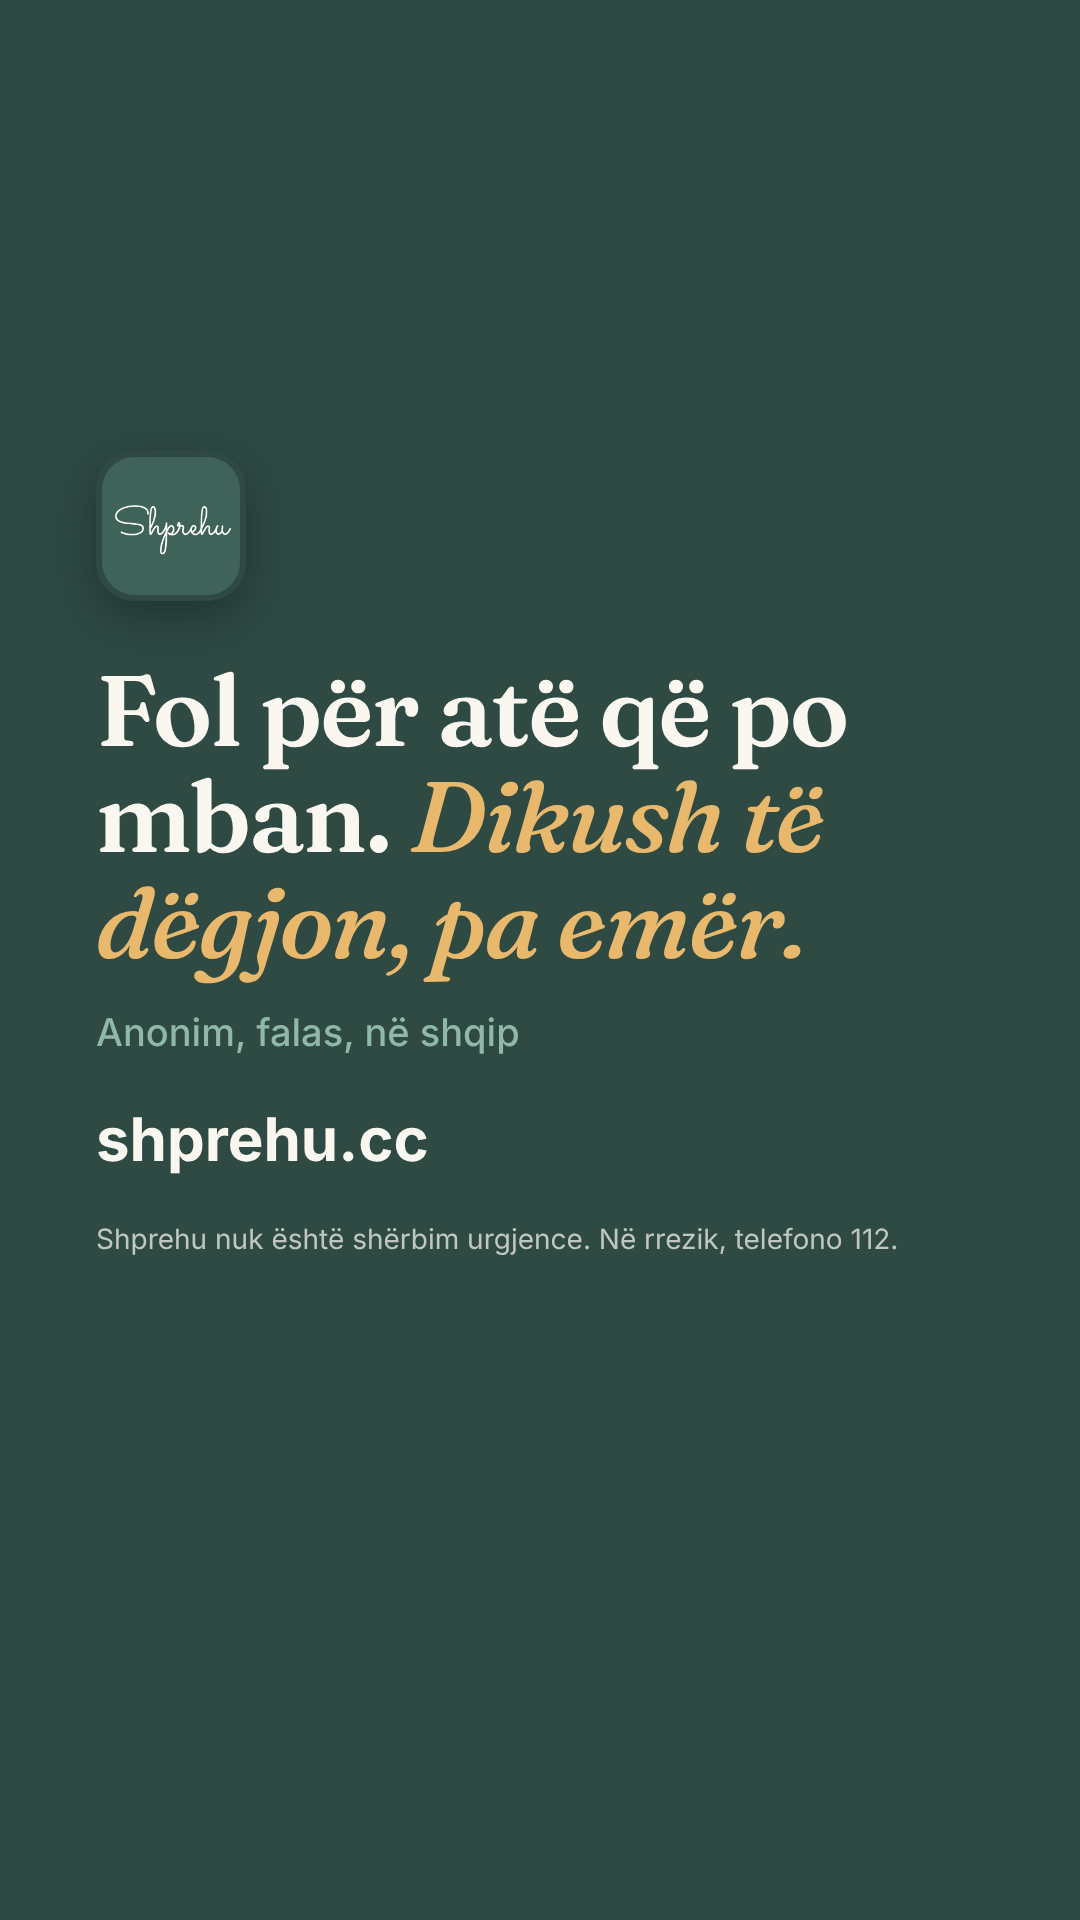 Shprehu
Fol për atë që po
mban. Dikush të
dëgjon, pa emër.
Anonim, falas, në shqip
shprehu.cc
Shprehu nuk është shërbim urgjence. Në rrezik, telefono 112.